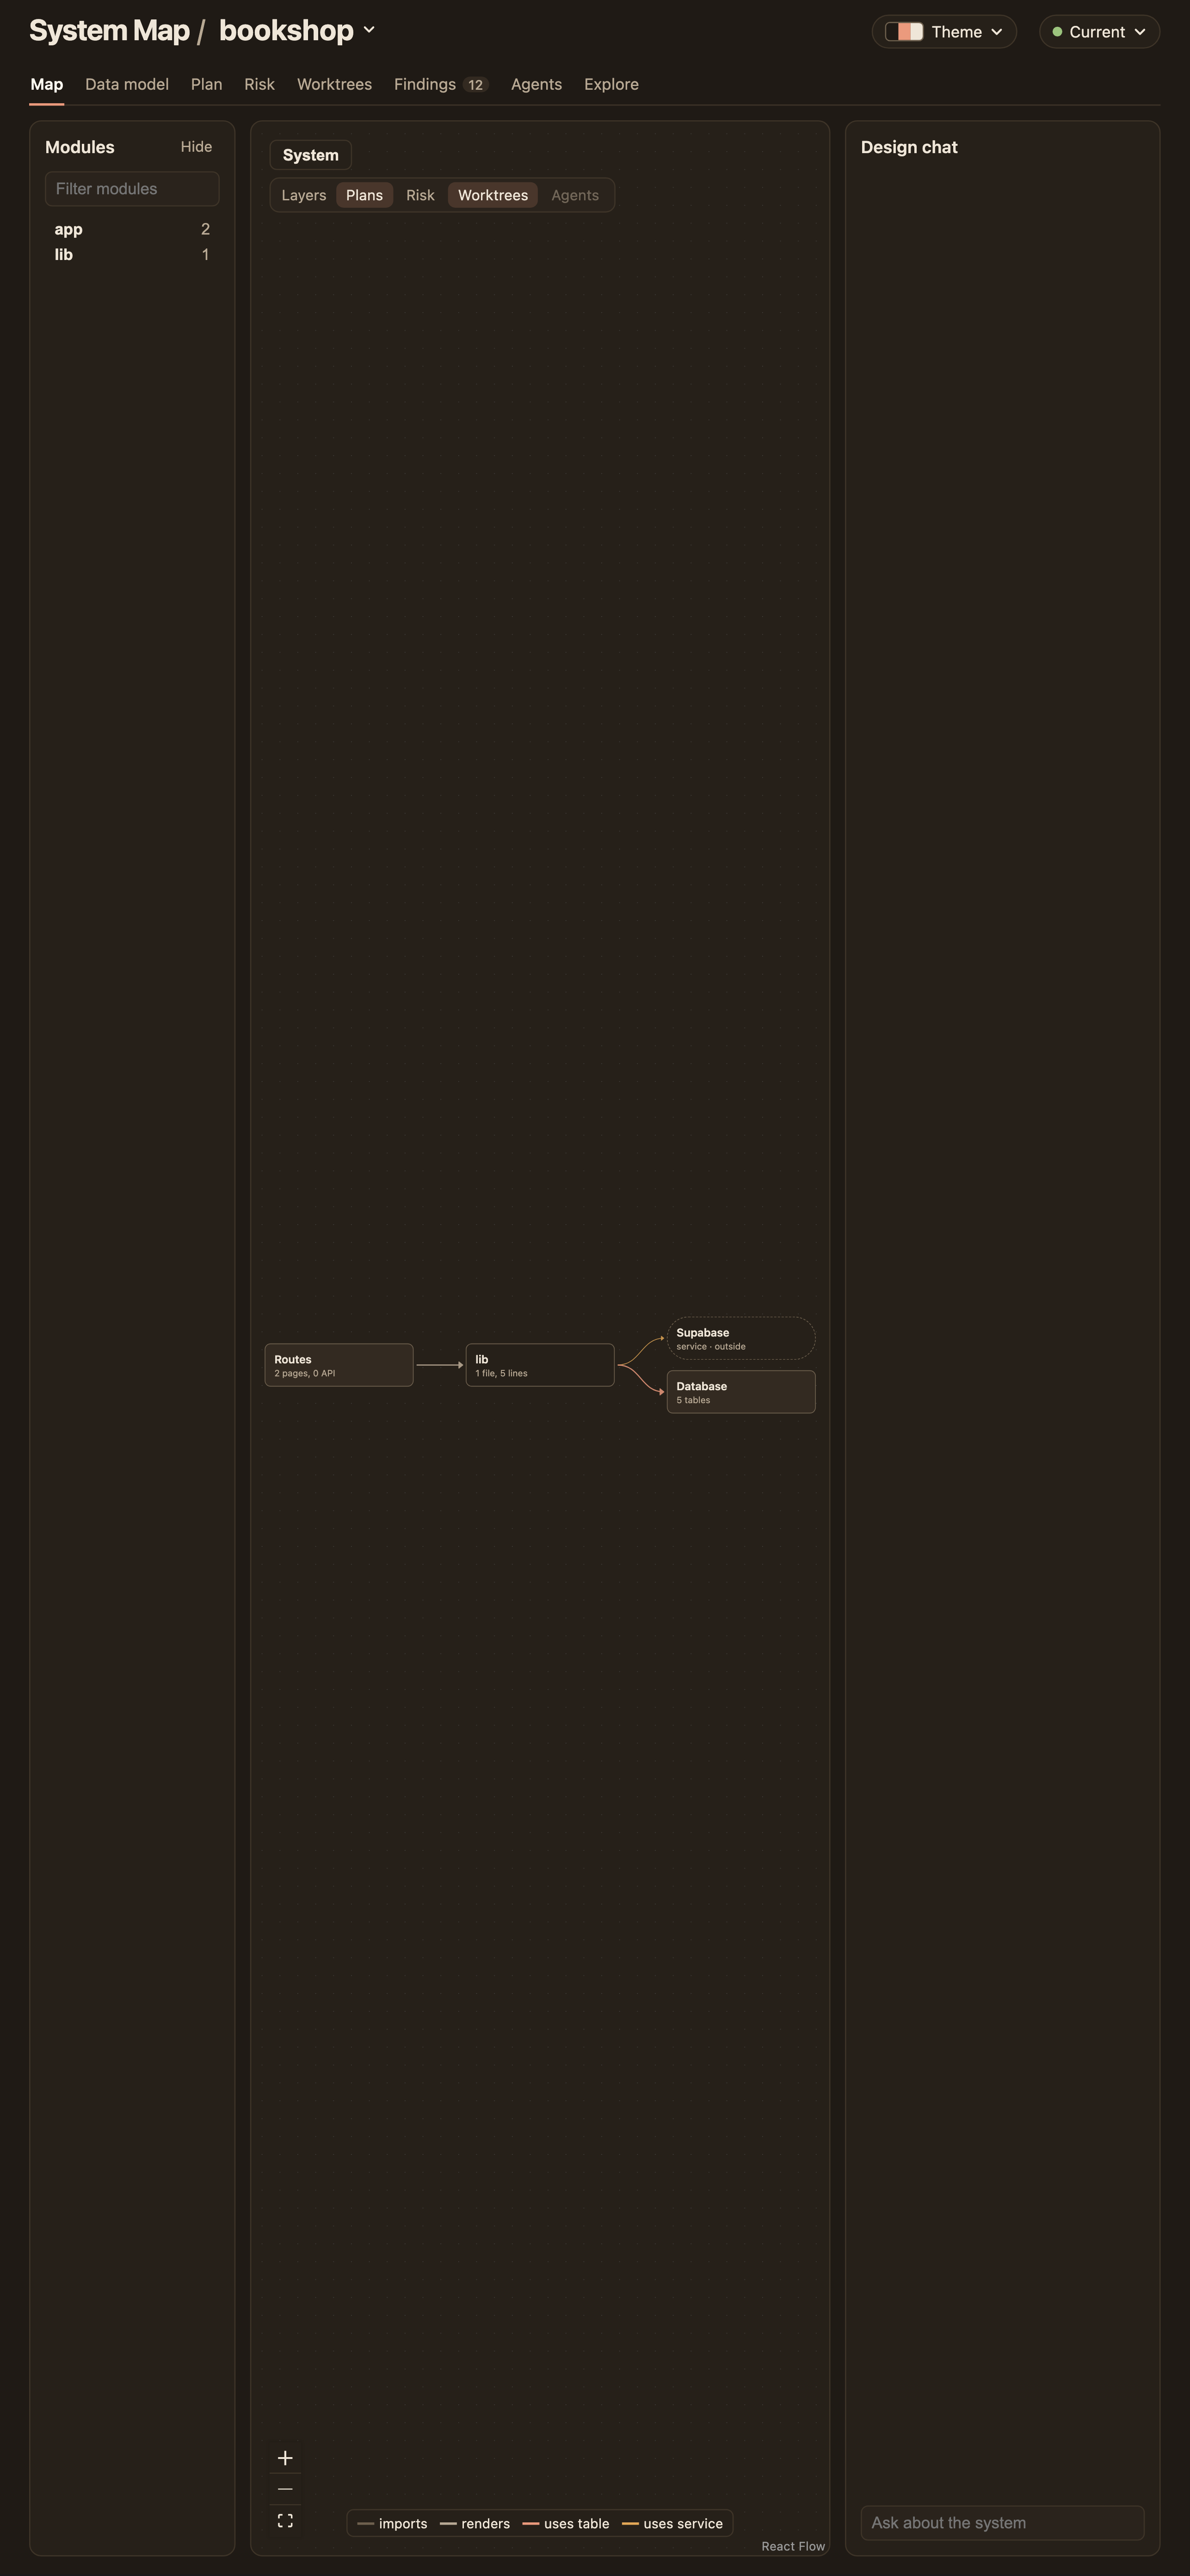 System Map / bookshop
Theme
Current
Map Data model Plan Risk Worktrees Findings 12 Agents Explore
Modules Hide
Filter modules
app 2
lib 1
System
Layers Plans Risk Worktrees Agents
Routes
2 pages, 0 API
lib
1 file, 5 lines
Supabase
service · outside
Database
5 tables
imports renders uses table uses service
React Flow
Design chat
Ask about the system